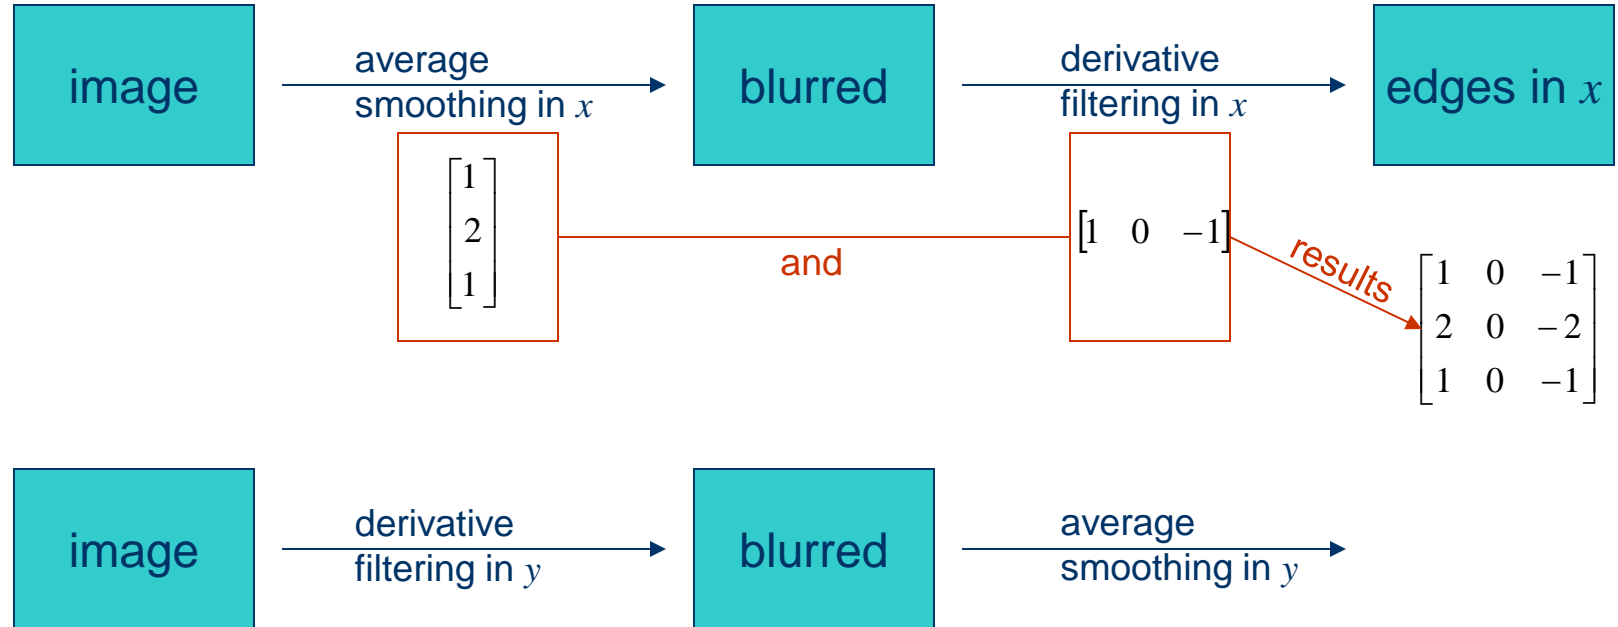 image
average
smoothing in x
blurred
derivative
filtering in x
edges in x
[1
2
1]
and
[1 0 −1]
results
[1 0 −1
2 0 −2
1 0 −1]
image
derivative
filtering in y
blurred
average
smoothing in y